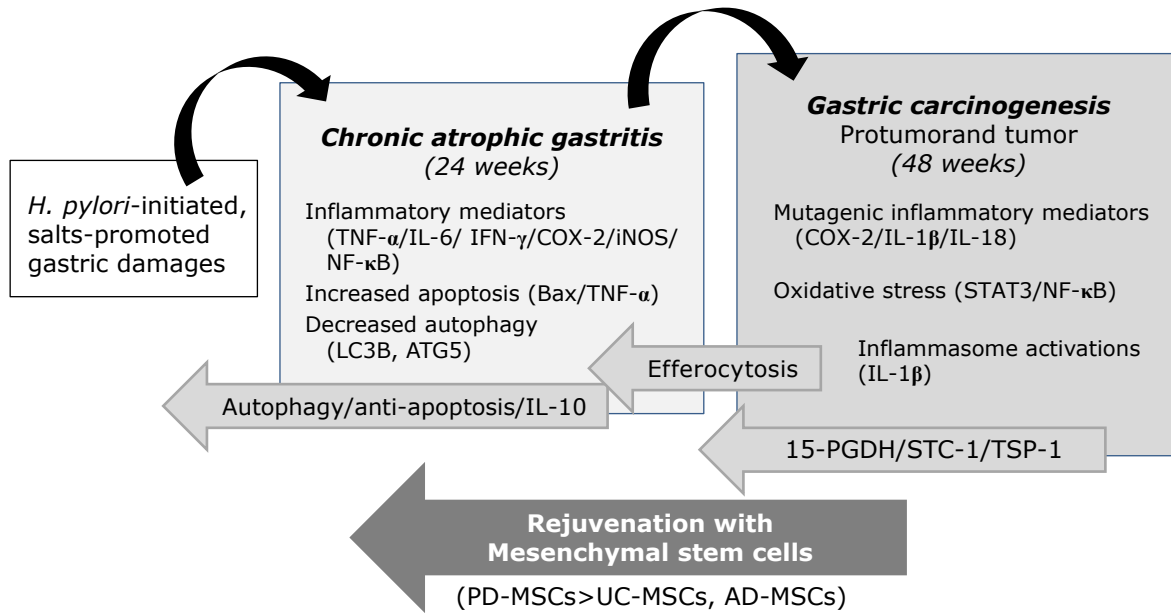 H. pylori-initiated,
salts-promoted
gastric damages
Chronic atrophic gastritis
(24 weeks)
Inflammatory mediators
(TNF-α/IL-6/ IFN-γ/COX-2/iNOS/
NF-κB)
Increased apoptosis (Bax/TNF-α)
Decreased autophagy
(LC3B, ATG5)
Gastric carcinogenesis
Protumorand tumor
(48 weeks)
Mutagenic inflammatory mediators
(COX-2/IL-1β/IL-18)
Oxidative stress (STAT3/NF-κB)
Inflammasome activations
(IL-1β)
Efferocytosis
Autophagy/anti-apoptosis/IL-10
15-PGDH/STC-1/TSP-1
Rejuvenation with
Mesenchymal stem cells
(PD-MSCs>UC-MSCs, AD-MSCs)